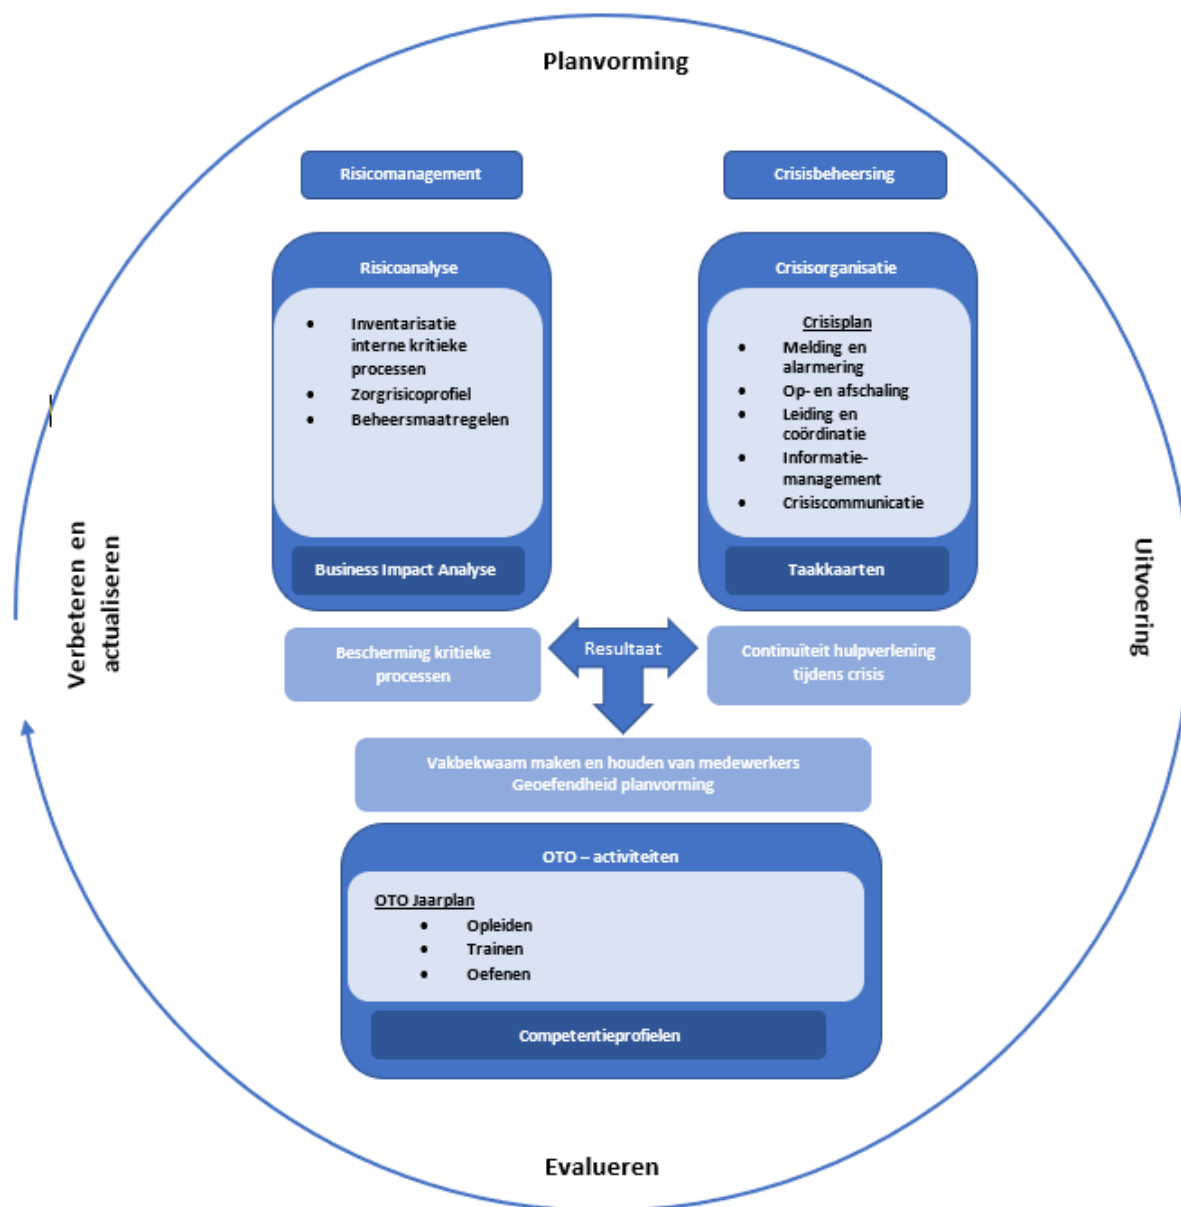 Planvorming
Risicomanagement
Crisisbeheersing
Risicoanalyse
• Inventarisatie
interne kritieke
processen
• Zorgrisicoprofiel
• Beheersmaatregelen
Business Impact Analyse
Crisisorganisatie
Crisisplan
• Melding en
alarmering
• Op- en afschaling
• Leiding en
coördinatie
• Informatie-
management
• Crisiscommunicatie
Taakkaarten
Verbeteren en
actualiseren
Uitvoering
Bescherming kritieke
processen
Resultaat
Continuïteit hulpverlening
tijdens crisis
Vakbekwaam maken en houden van medewerkers
Geoefendheid planvorming
OTO – activiteiten
OTO Jaarplan
• Opleiden
• Trainen
• Oefenen
Competentieprofielen
Evalueren